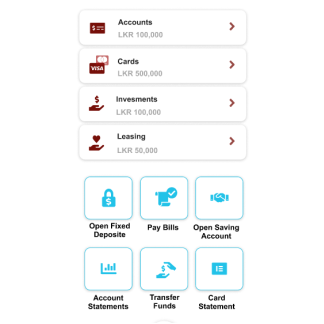 Accounts
LKR 100,000
Cards
LKR 500,000
VISA
Invesments
LKR 100,000
Leasing
LKR 50,000
Open Fixed
Deposite
Pay Bills
Open Saving
Account
Account
Statements
Transfer
Funds
Card
Statement